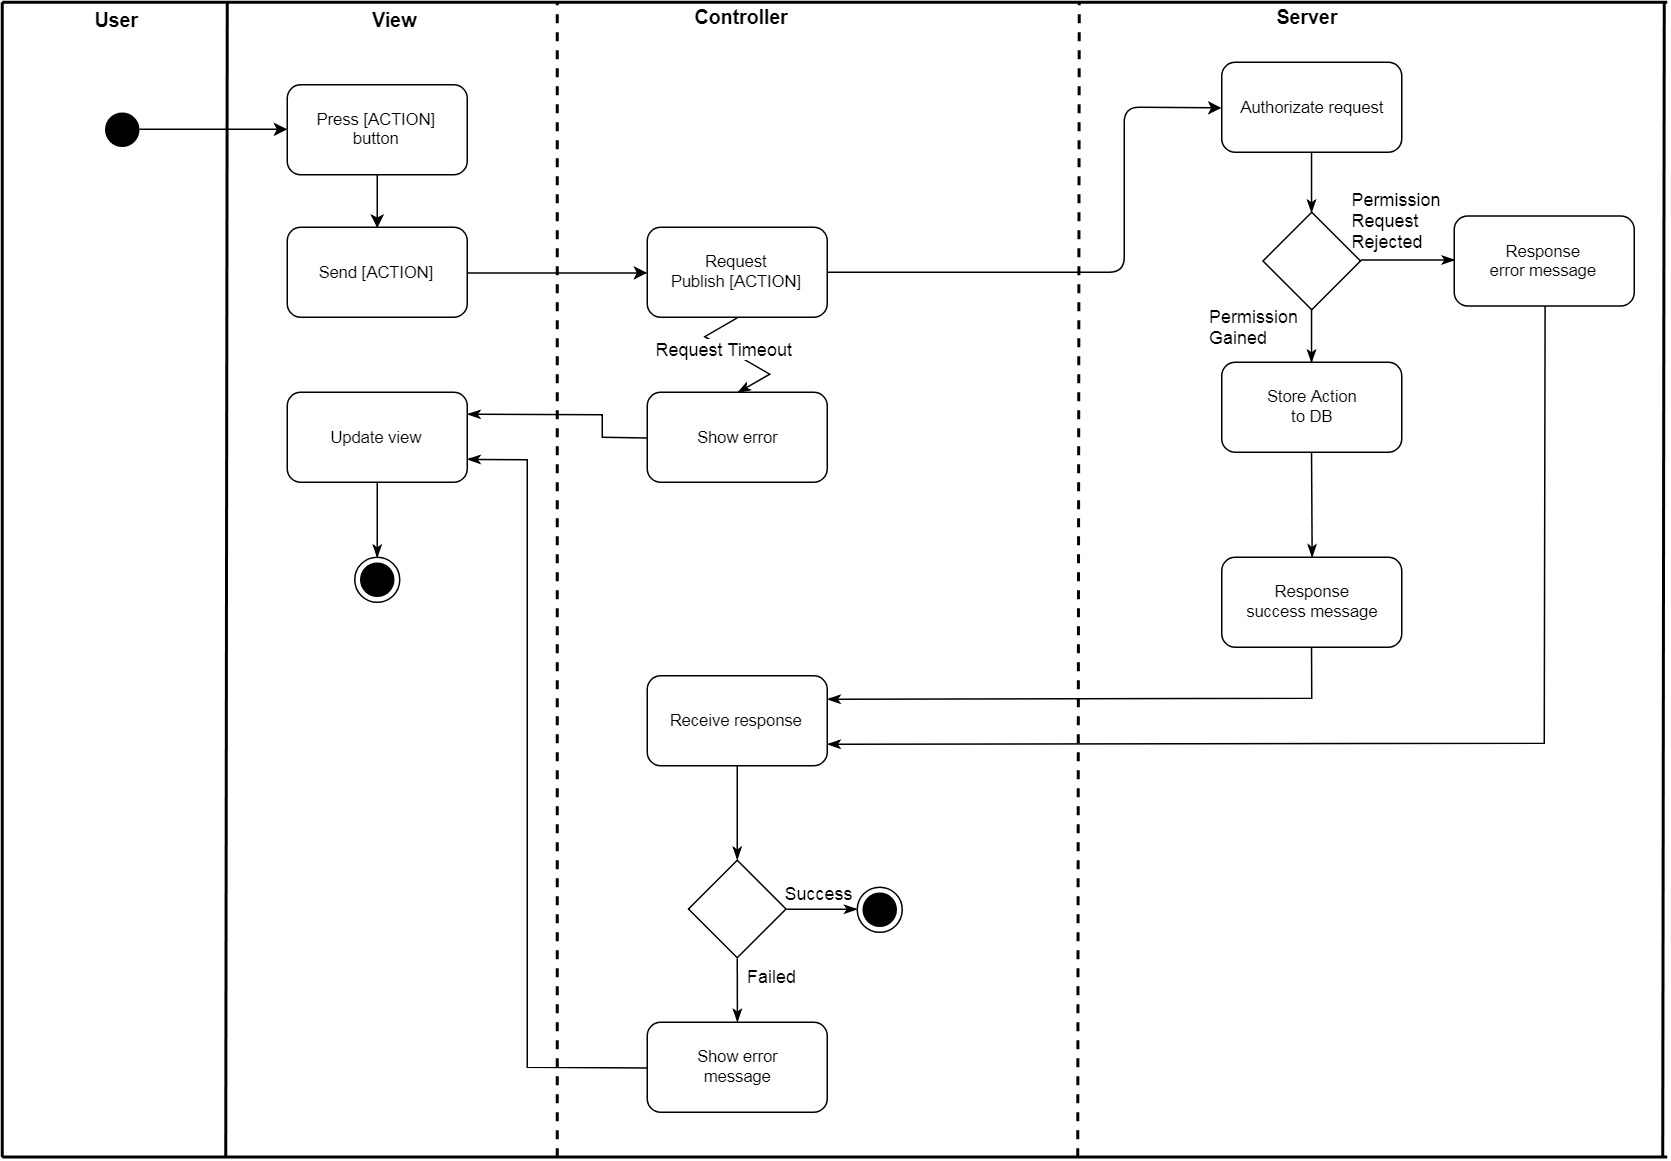 User
View
Controller
Server
Press [ACTION]
button
Authorizate request
Send [ACTION]
Request
Publish [ACTION]
Permission
Request
Rejected
Response
error message
Permission
Gained
Request Timeout
Update view
Show error
Store Action
to DB
Response
success message
Receive response
Success
Failed
Show error
message